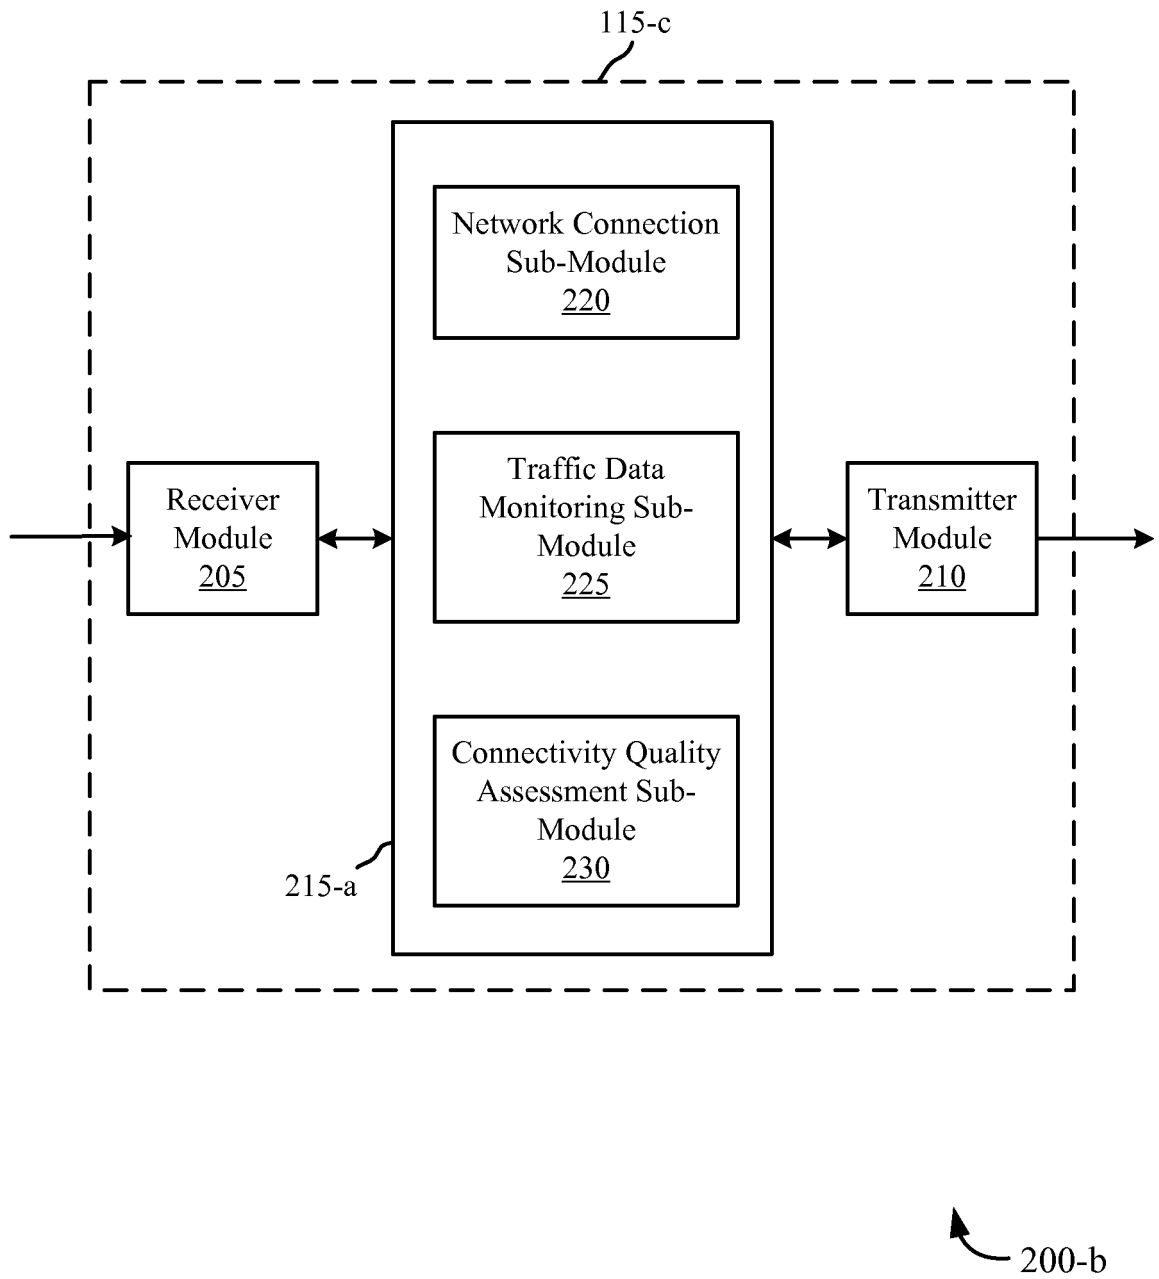 115-c
Network Connection
Sub-Module
220
Traffic Data
Monitoring Sub-
Module
225
Receiver
Module
205
Transmitter
Module
210
Connectivity Quality
Assessment Sub-
Module
230
215-a
200-b